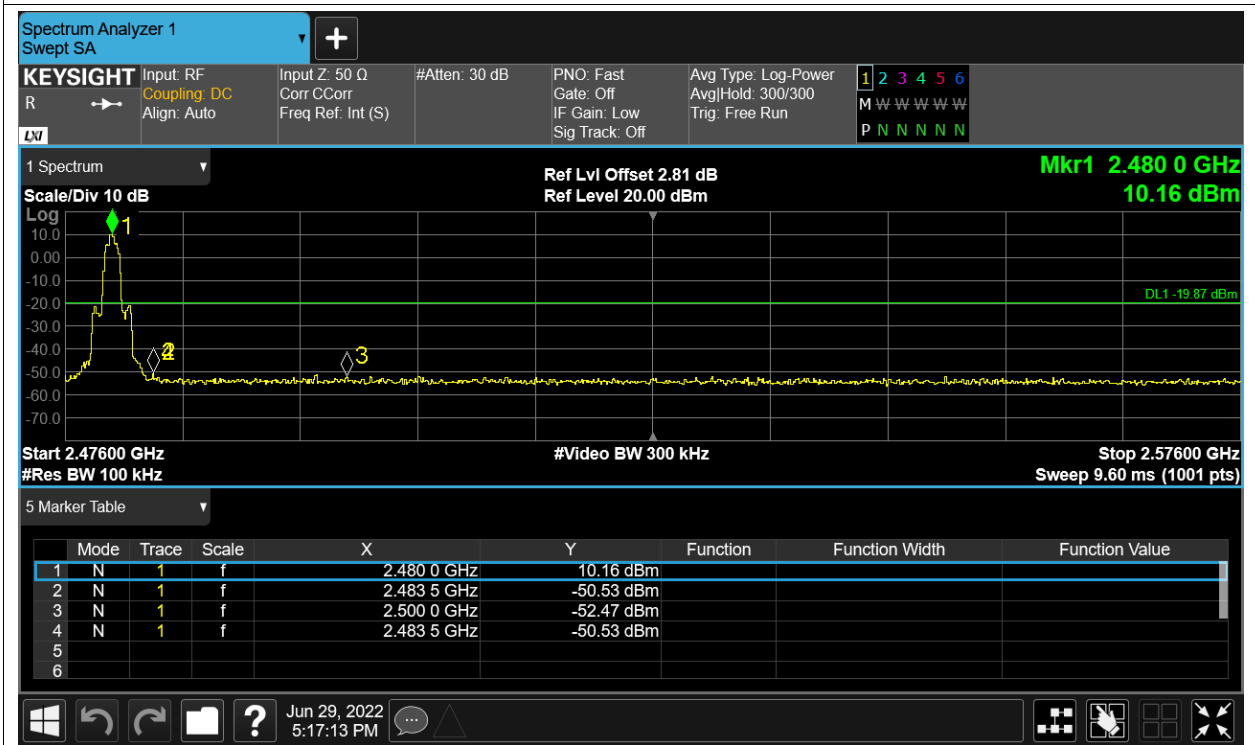 Spectrum Analyzer 1
Swept SA
KEYSIGHT Input: RF Input Z: 50 Ω #Atten: 30 dB PNO: Fast Avg Type: Log-Power 1 2 3 4 5 6
R Coupling: DC Corr CCorr Gate: Off Avg|Hold: 300/300 M W W W W W
Align: Auto Freq Ref: Int (S) IF Gain: Low Trig: Free Run
LXI Sig Track: Off P N N N N N
1 Spectrum Ref Lvl Offset 2.81 dB Mkr1 2.480 0 GHz
Scale/Div 10 dB Ref Level 20.00 dBm 10.16 dBm
Log
1
10.0
0.00
-10.0
DL1 -19.87 dBm
-20.0
-30.0
-40.0
3
-50.0
-60.0
-70.0
Start 2.47600 GHz #Video BW 300 kHz Stop 2.57600 GHz
#Res BW 100 kHz Sweep 9.60 ms (1001 pts)
5 Marker Table
Mode Trace Scale X Y Function Function Width Function Value
1 N 1 f 2.480 0 GHz 10.16 dBm
2 N 1 f 2.483 5 GHz -50.53 dBm
3 N 1 f 2.500 0 GHz -52.47 dBm
4 N 1 f 2.483 5 GHz -50.53 dBm
5
6
? Jun 29, 2022
5:17:13 PM